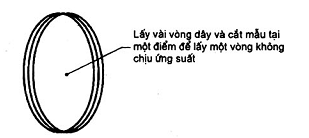 Lấy vài vòng dây và cắt mẫu tại
một điểm để lấy một vòng không
chịu ứng suất